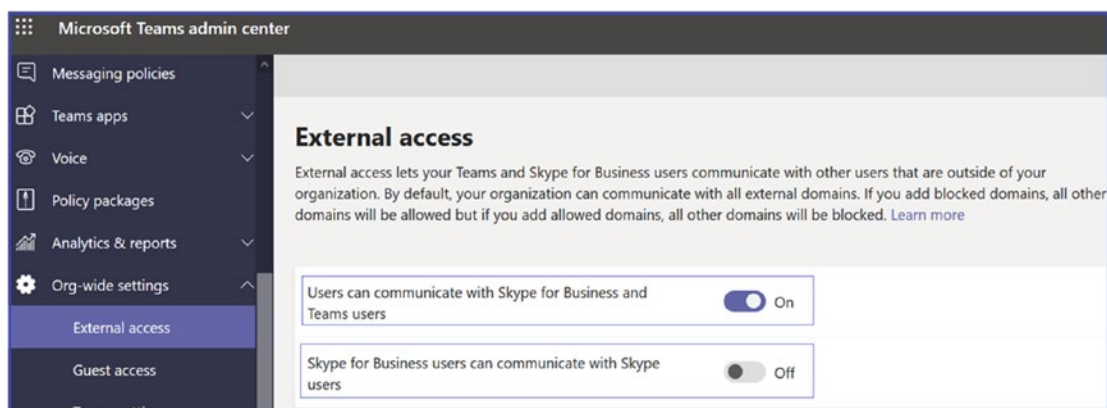 Microsoft Teams admin center
Messaging policies
Teams apps
Voice
Policy packages
Analytics & reports
Org-wide settings
External access
Guest access
External access
External access lets your Teams and Skype for Business users communicate with other users that are outside of your
organization. By default, your organization can communicate with all external domains. If you add blocked domains, all other
domains will be allowed but if you add allowed domains, all other domains will be blocked. Learn more
Users can communicate with Skype for Business and
Teams users
On
Skype for Business users can communicate with Skype
users
Off